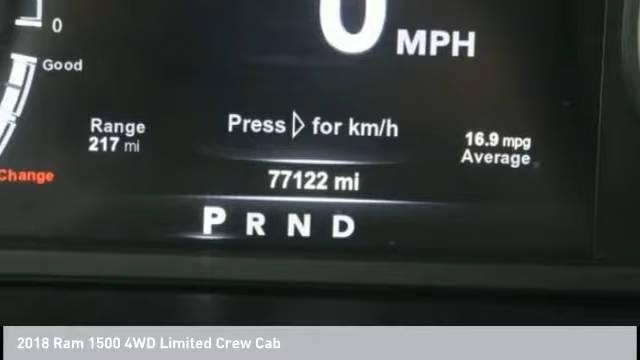 0
0 MPH
Good
Range
217 mi
Press ▷ for km/h
16.9 mpg
Average
Change
77122 mi
P R N D
2018 Ram 1500 4WD Limited Crew Cab